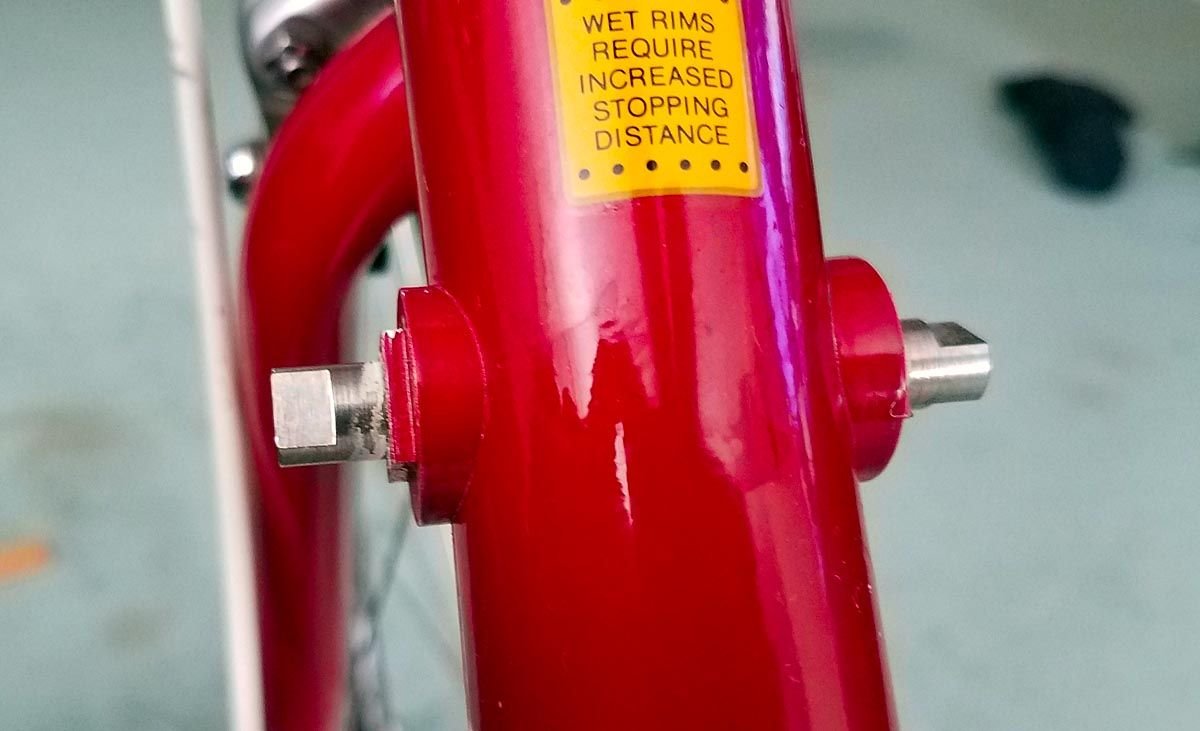 WET RIMS
REQUIRE
INCREASED
STOPPING
DISTANCE